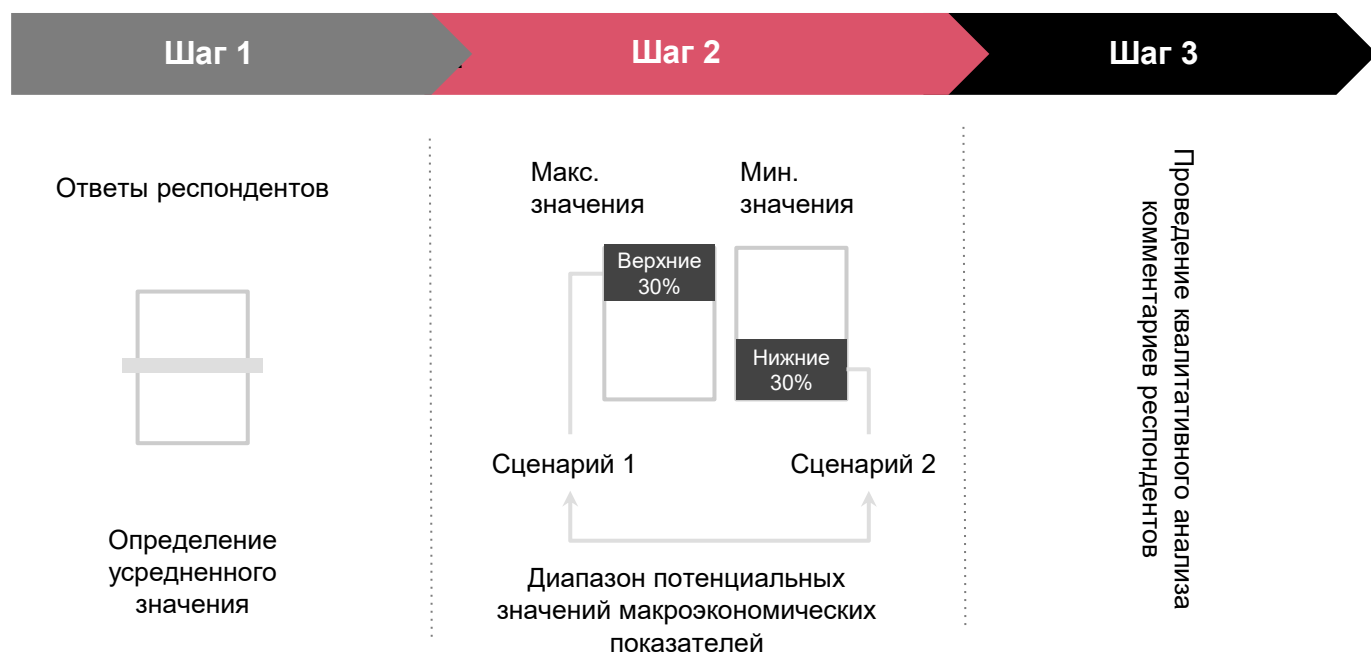 Шаг 1
Шаг 2
Шаг 3
Ответы респондентов
Определение
усредненного
значения
Макс.
значения
Мин.
значения
Верхние
30%
Нижние
30%
Сценарий 1
Сценарий 2
Диапазон потенциальных
значений макроэкономических
показателей
Проведение квалитативного анализа
комментариев респондентов